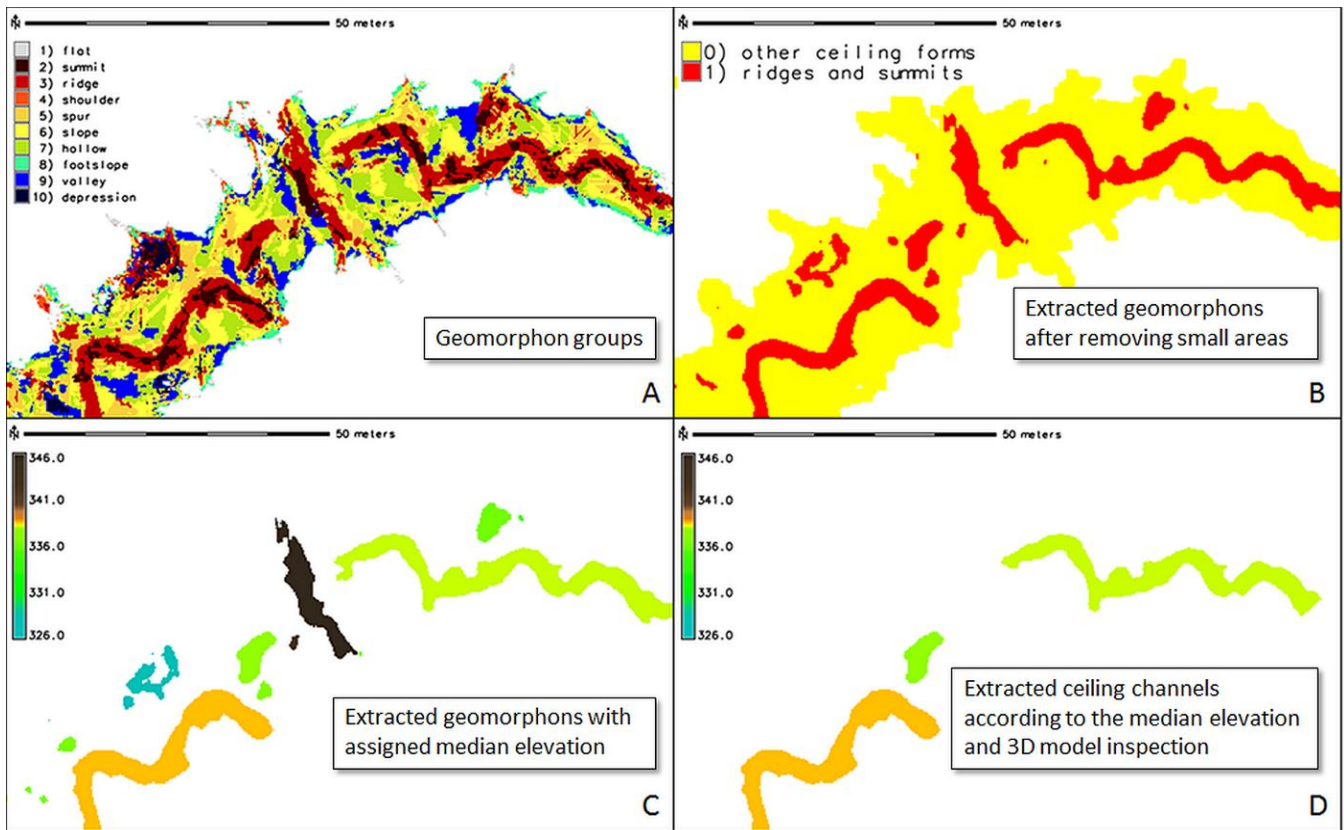 N 50 meters
1) flat
2) summit
3) ridge
4) shoulder
5) spur
6) slope
7) hollow
8) footslope
9) valley
10) depression
Geomorphon groups
A
N 50 meters
0) other ceiling forms
1) ridges and summits
Extracted geomorphons
after removing small areas
B
N 50 meters
346.0
341.0
336.0
331.0
326.0
Extracted geomorphons with
assigned median elevation
C
N 50 meters
346.0
341.0
336.0
331.0
326.0
Extracted ceiling channels
according to the median elevation
and 3D model inspection
D